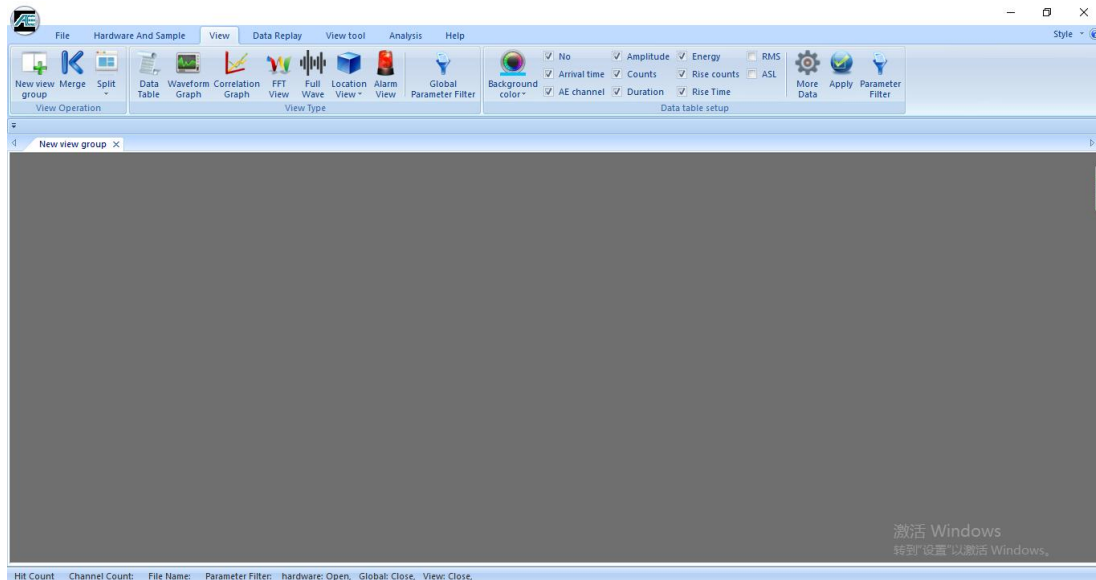 AE
File Hardware And Sample View Data Replay View tool Analysis Help Style
New view group Merge Split
View Operation
Data Table Waveform Graph Correlation Graph FFT View Full Wave Location View Alarm View Global Parameter Filter
View Type
Background color
No Amplitude Energy RMS
Arrival time Counts Rise counts ASL
AE channel Duration Rise Time
More Data Apply Parameter Filter
Data table setup
New view group
激活 Windows
转到"设置"以激活 Windows。
Hit Count Channel Count: File Name: Parameter Filter: hardware: Open, Global: Close, View: Close,